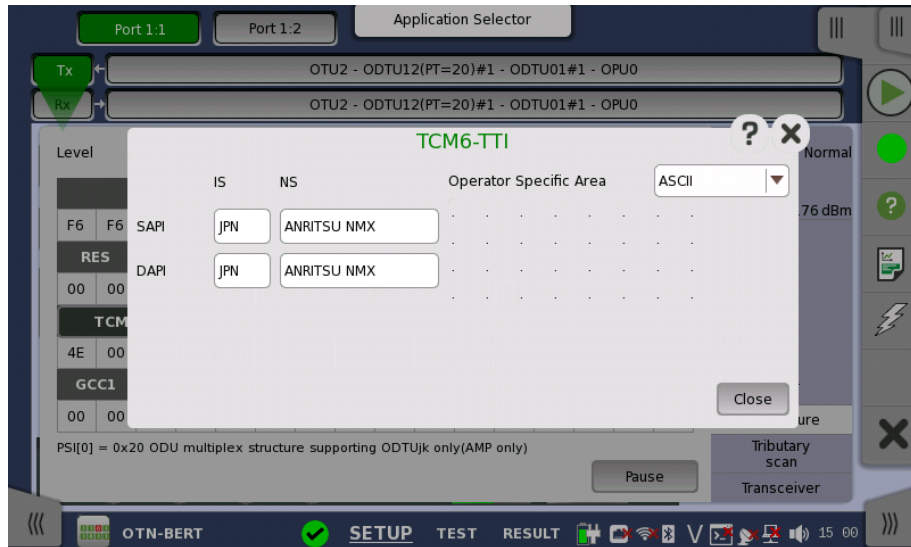 Port 1:1
Port 1:2
Application Selector
Tx
OTU2 - ODTU12(PT=20)#1 - ODTU01#1 - OPU0
Rx
OTU2 - ODTU12(PT=20)#1 - ODTU01#1 - OPU0
TCM6-TTI
? X
Level
Normal
IS NS Operator Specific Area ASCII
.76 dBm
F6 F6
SAPI JPN ANRITSU NMX
RES
DAPI JPN ANRITSU NMX
00 00
TCM
4E 00
GCC1
Close
00 00
ure
PSI[0] = 0x20 ODU multiplex structure supporting ODTUjk only(AMP only)
Tributary
scan
Pause
Transceiver
OTN-BERT SETUP TEST RESULT V 15 00